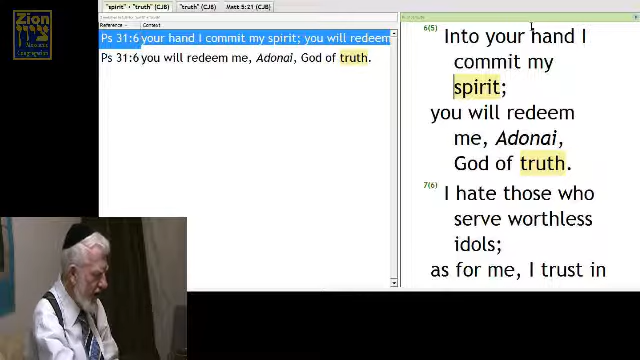 Zion
Messianic
Congregation
"spirit" + "truth" (CJB)
"truth" (CJB)
Matt 5:21 (CJB)
Reference
Context
Ps 31:6 your hand I commit my spirit; you will redeem
Ps 31:6 you will redeem me, Adonai, God of truth.
6(5) Into your hand I
commit my
spirit;
you will redeem
me, Adonai,
God of truth.
7(6) I hate those who
serve worthless
idols;
as for me, I trust in